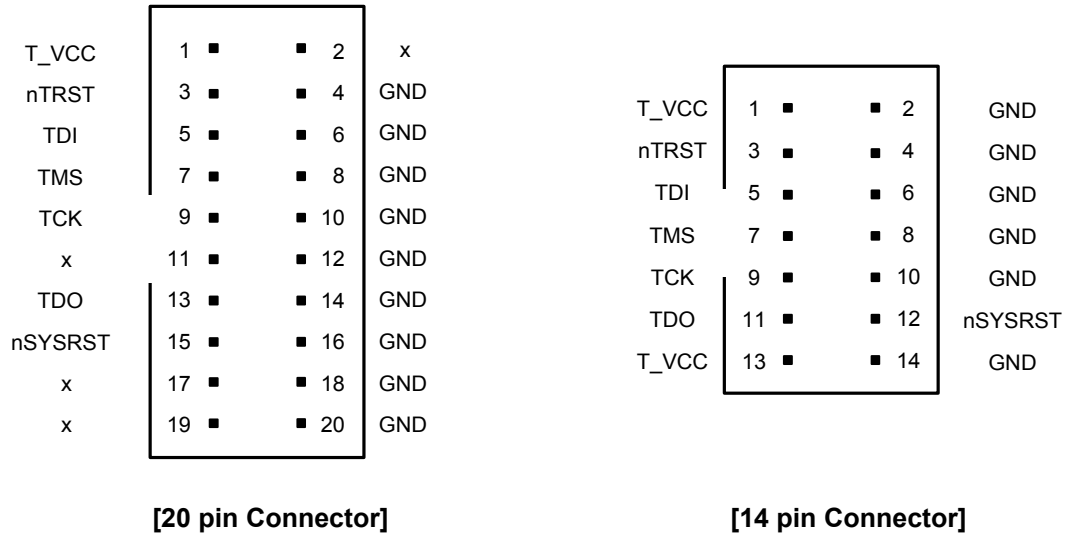 T_VCC 1 2 x
nTRST 3 4 GND
TDI 5 6 GND
TMS 7 8 GND
TCK 9 10 GND
x 11 12 GND
TDO 13 14 GND
nSYSRST 15 16 GND
x 17 18 GND
x 19 20 GND
[20 pin Connector]
T_VCC 1 2 GND
nTRST 3 4 GND
TDI 5 6 GND
TMS 7 8 GND
TCK 9 10 GND
TDO 11 12 nSYSRST
T_VCC 13 14 GND
[14 pin Connector]